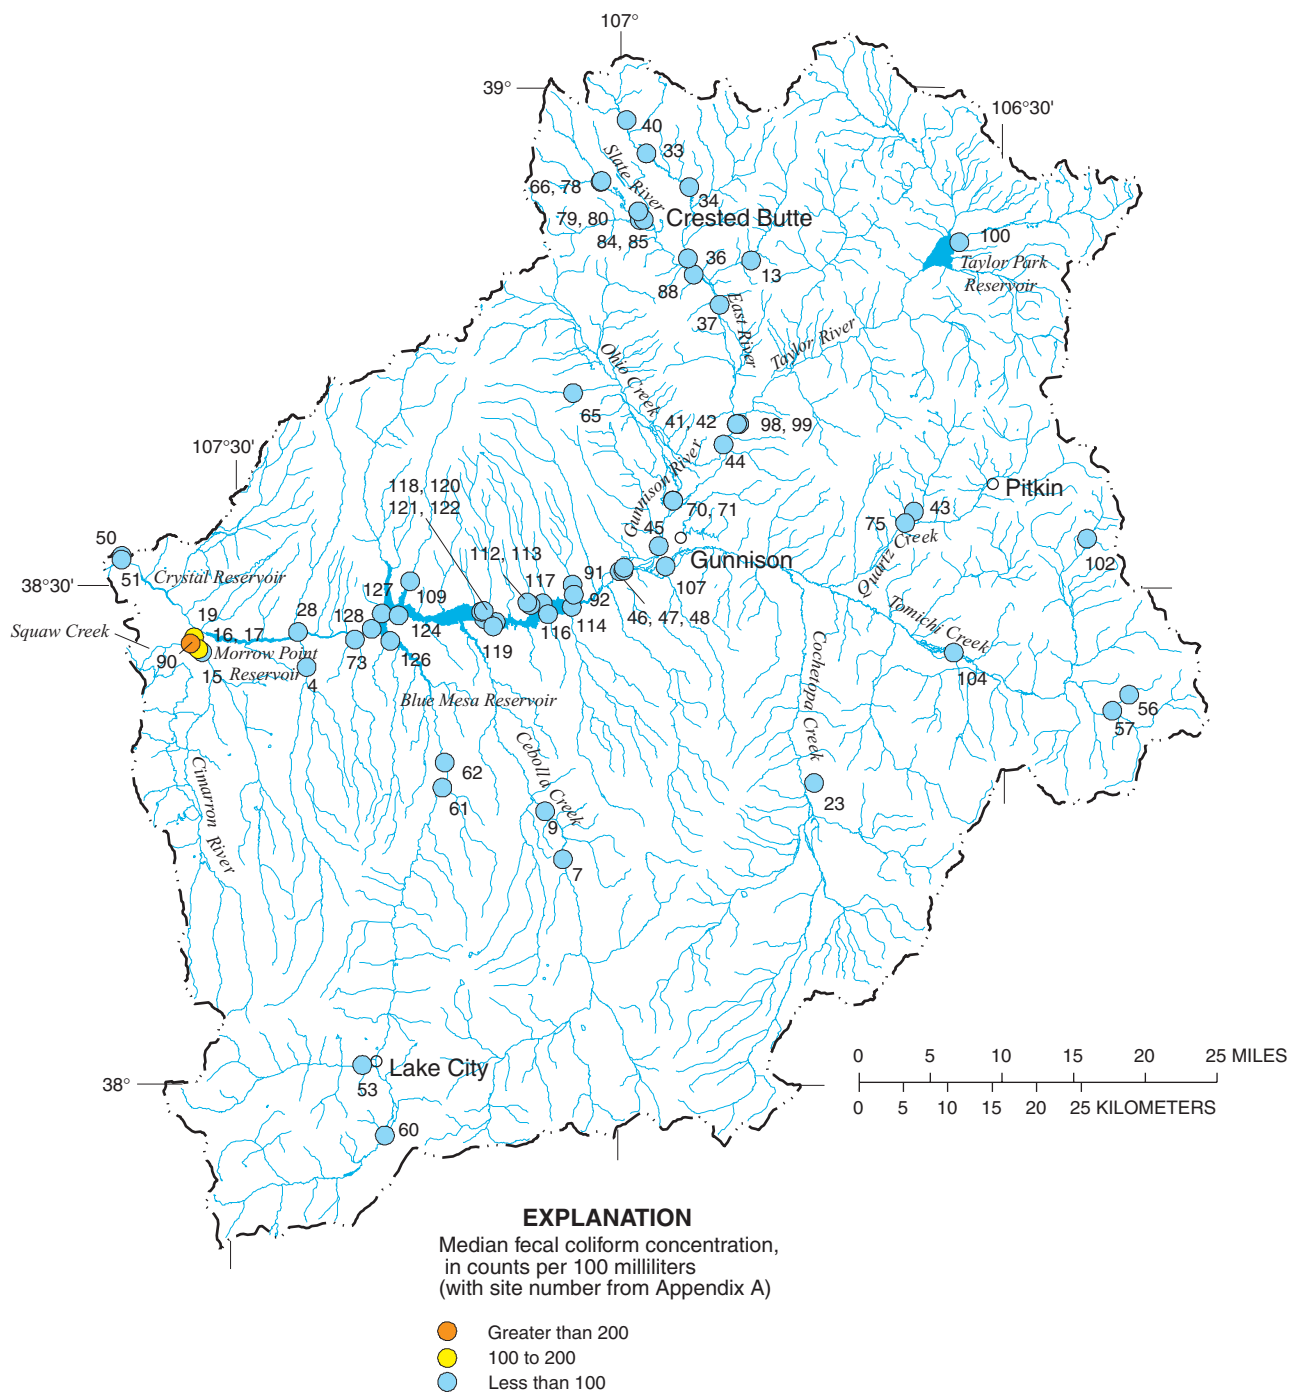 107°
39°
106°30'
40
33
Slate River
66, 78
34
79, 80
Crested Butte
84, 85
100
36
13
Taylor Park
Reservoir
88
37
East River
Taylor River
Ohio Creek
65
41, 42
98, 99
44
107°30'
Gunnison River
118, 120
121, 122
Pitkin
70, 71
43
75
45
Quartz Creek
50
112, 113
Gunnison
102
51
Crystal Reservoir
38°30'
117
91
107
127
109
92
46, 47, 48
19
28
128
Tomichi Creek
Squaw Creek
16, 17
124
116
114
90
Morrow Point
Reservoir
15
73
126
119
4
104
Blue Mesa Reservoir
Cochetopa Creek
56
57
Cebolla Creek
62
Cimarron River
61
23
9
7
0 5 10 15 20 25 MILES
Lake City
38°
53
0 5 10 15 20 25 KILOMETERS
60
EXPLANATION
Median fecal coliform concentration,
in counts per 100 milliliters
(with site number from Appendix A)
Greater than 200
100 to 200
Less than 100